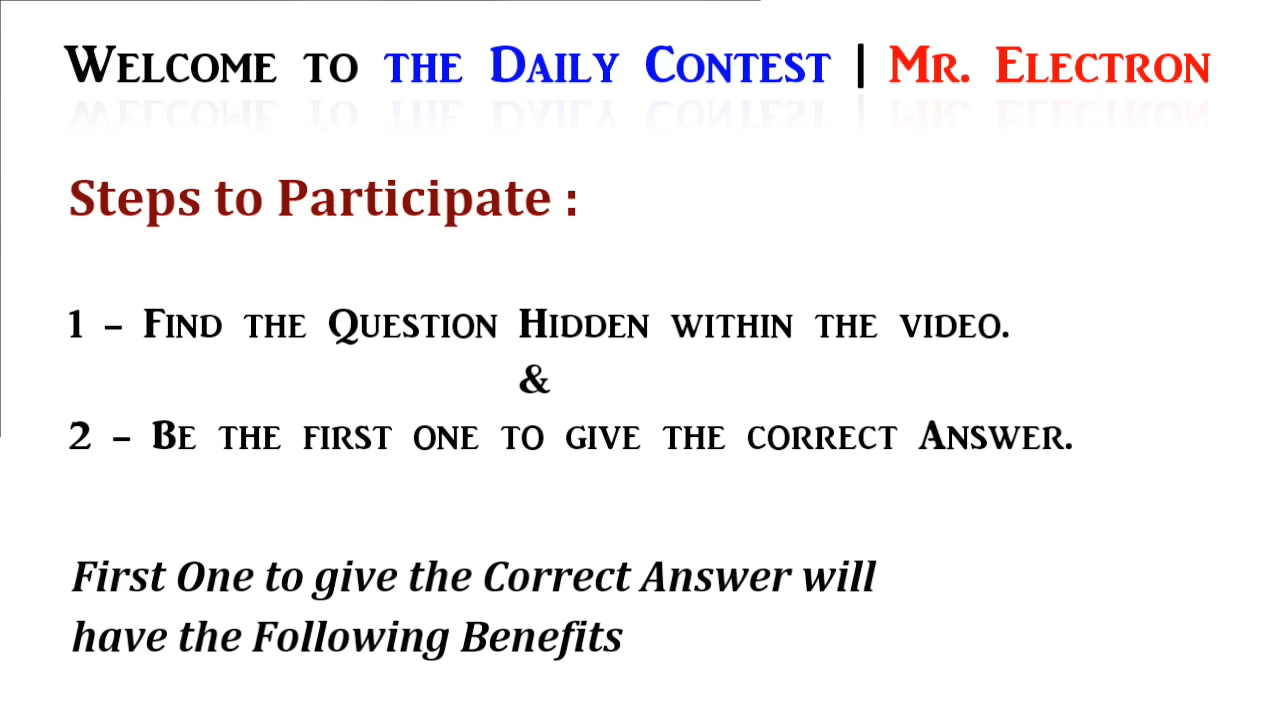 Welcome to the Daily Contest | Mr. Electron
Steps to Participate :
1 – Find the Question Hidden within the video.
&
2 – Be the first one to give the correct Answer.
First One to give the Correct Answer will
have the Following Benefits